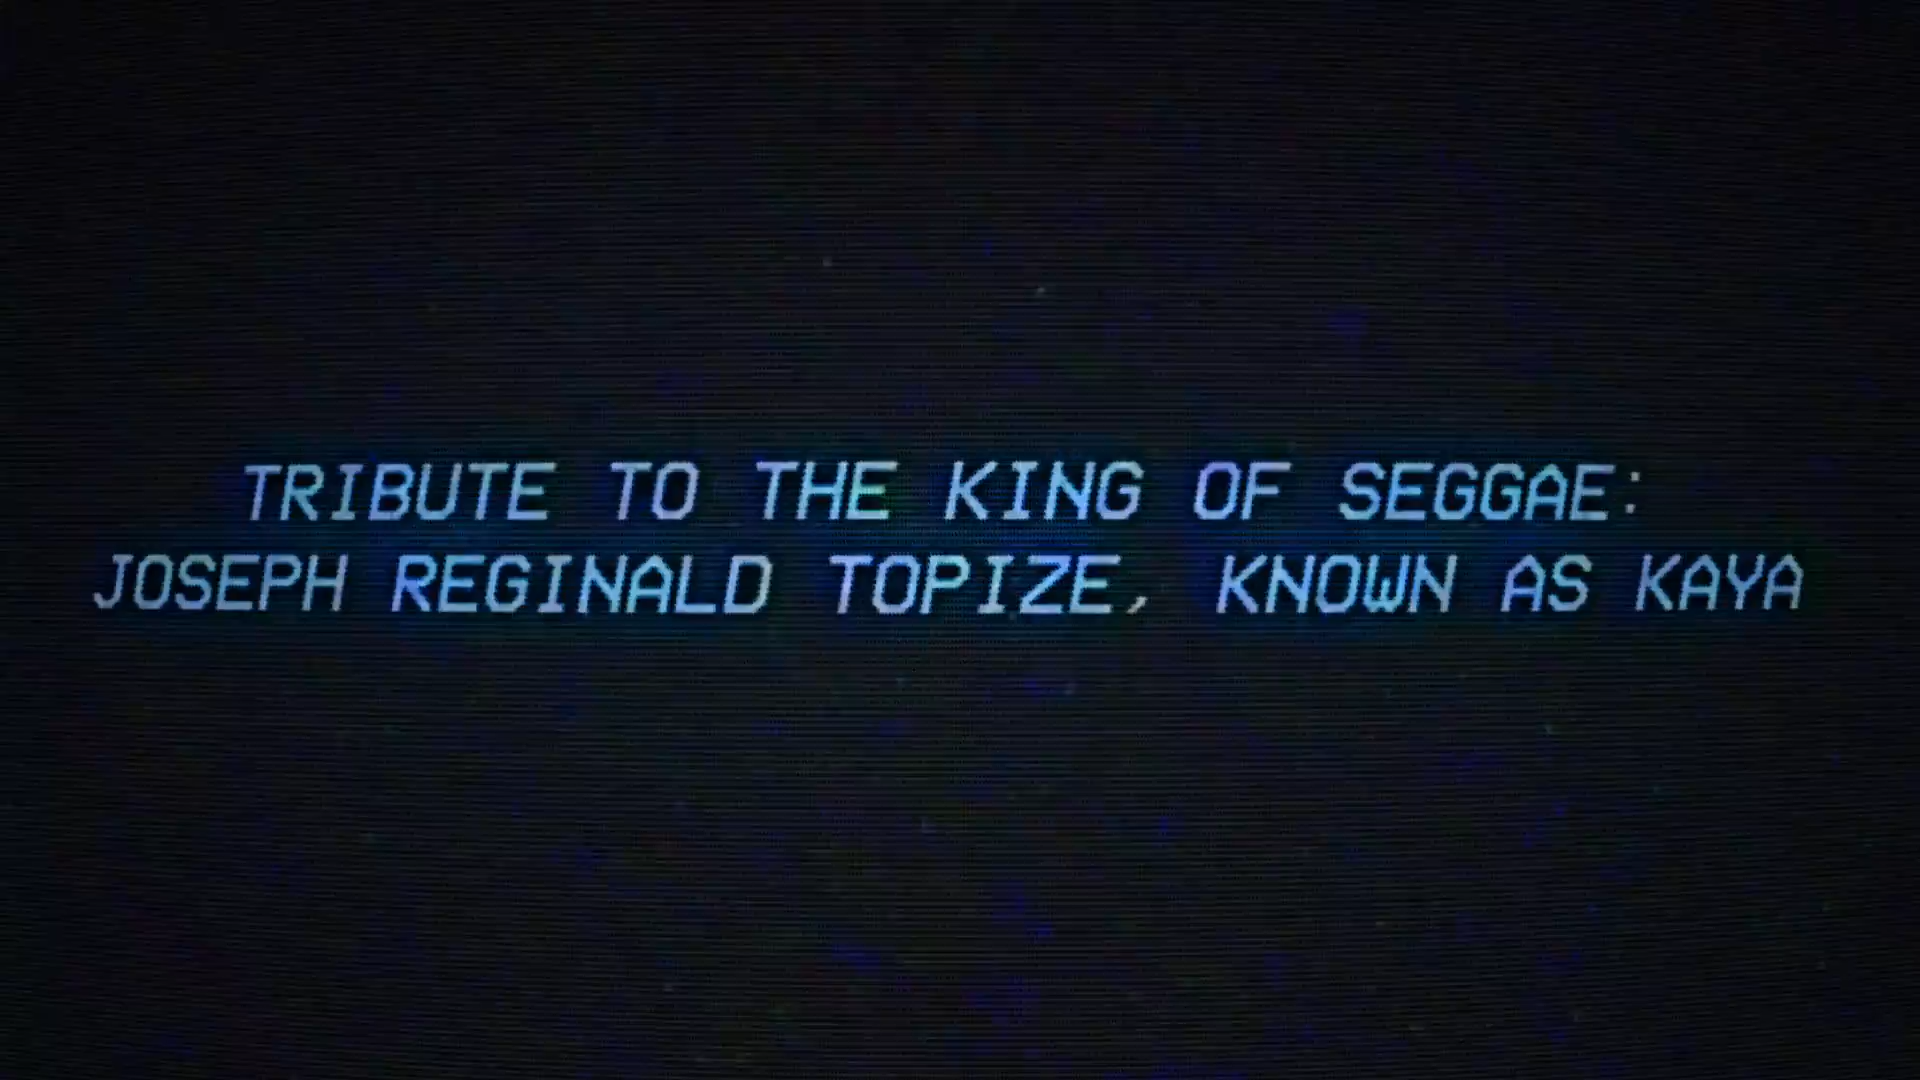 TRIBUTE TO THE KING OF SEGGAE:
JOSEPH REGINALD TOPIZE, KNOWN AS KAYA